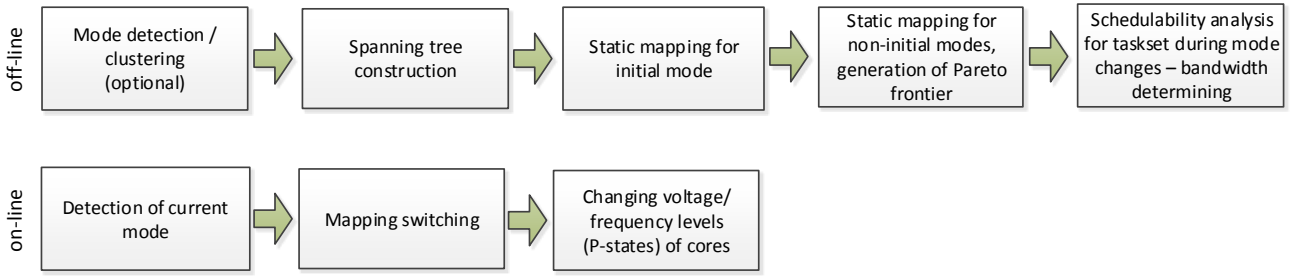 off-line
Mode detection /
clustering
(optional)
Spanning tree
construction
Static mapping for
initial mode
Static mapping for
non-initial modes,
generation of Pareto
frontier
Schedulability analysis
for taskset during mode
changes – bandwidth
determining
on-line
Detection of current
mode
Mapping switching
Changing voltage/
frequency levels
(P-states) of cores